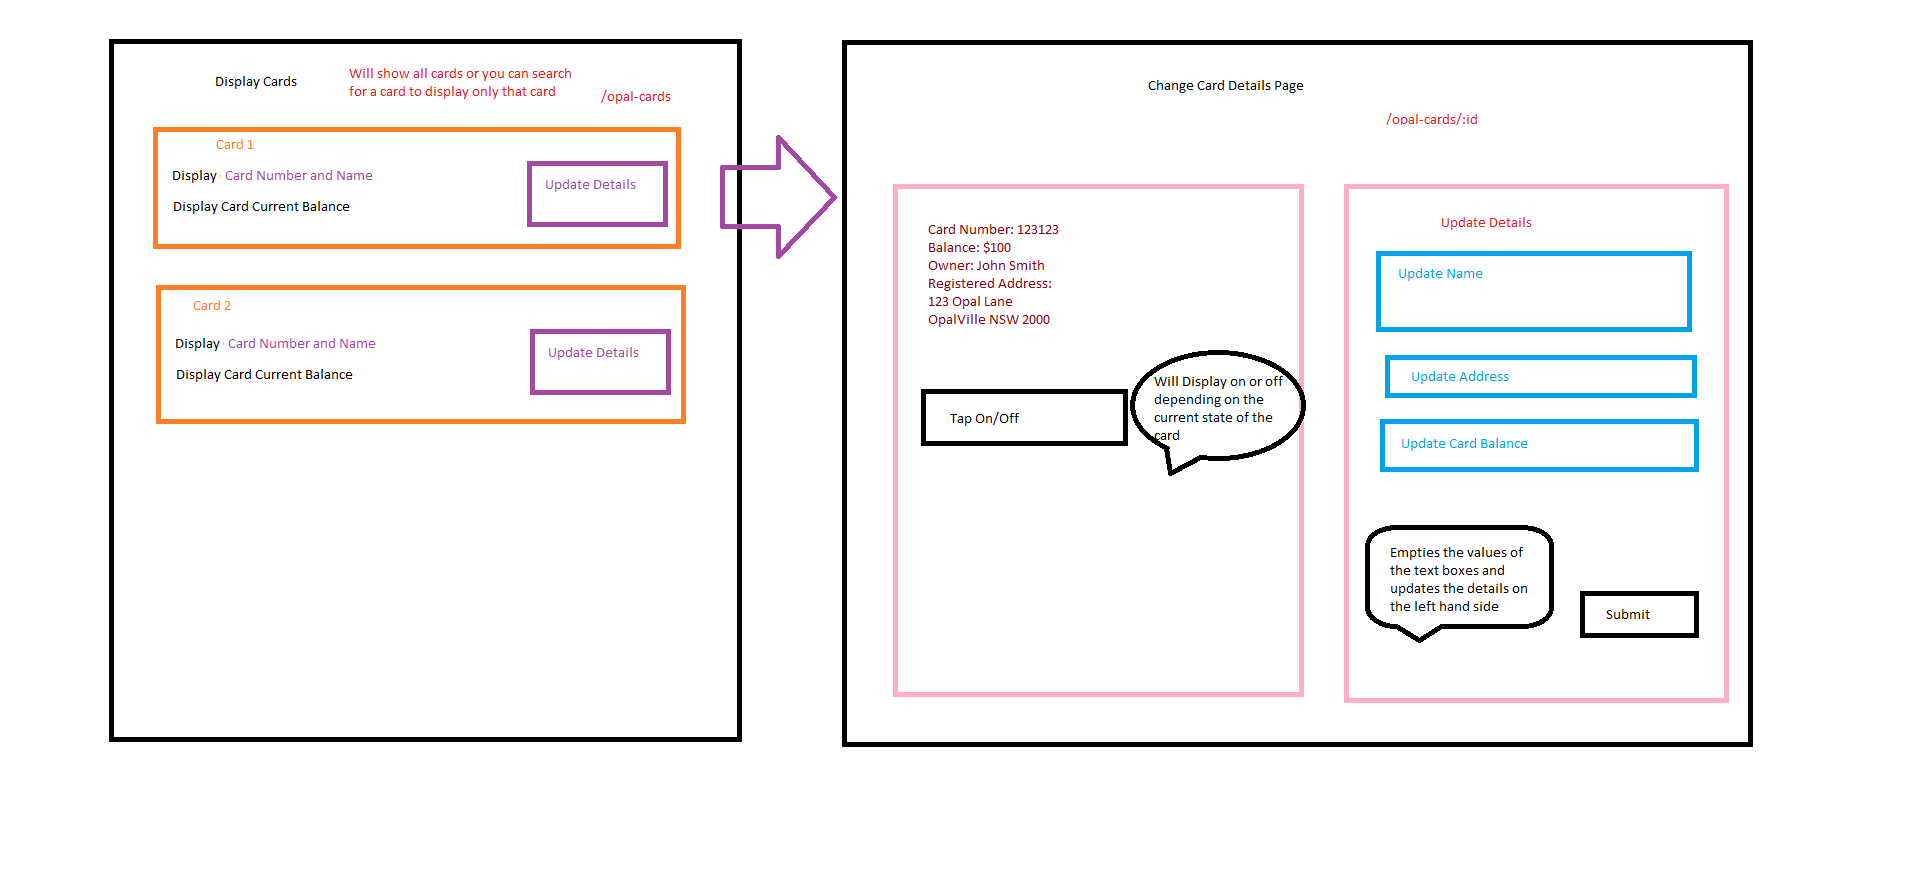 Display Cards
Will show all cards or you can search
for a card to display only that card
/opal-cards
Card 1
Display Card Number and Name
Display Card Current Balance
Update Details
Card 2
Display Card Number and Name
Display Card Current Balance
Update Details
Change Card Details Page
/opal-cards/:id
Card Number: 123123
Balance: $100
Owner: John Smith
Registered Address:
123 Opal Lane
OpalVille NSW 2000
Tap On/Off
Will Display on or off
depending on the
current state of the
card
Update Details
Update Name
Update Address
Update Card Balance
Empties the values of
the text boxes and
updates the details on
the left hand side
Submit